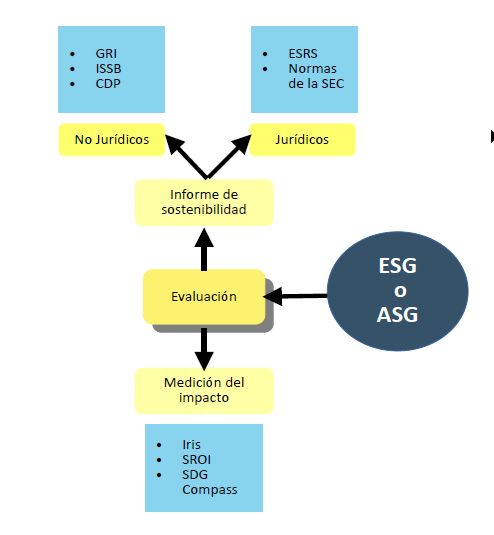 • GRI
• ISSB
• CDP
• ESRS
• Normas
de la SEC
No Jurídicos
Jurídicos
Informe de
sostenibilidad
Evaluación
ESG
o
ASG
Medición del
impacto
• Iris
• SROI
• SDG
Compass